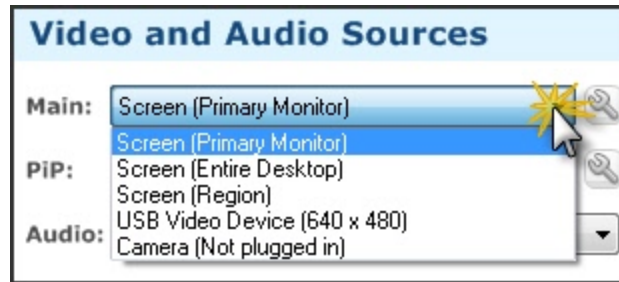 Video and Audio Sources
Main: Screen (Primary Monitor)
Screen (Primary Monitor)
PiP: Screen (Entire Desktop)
Screen (Region)
USB Video Device (640 x 480)
Audio: Camera (Not plugged in)